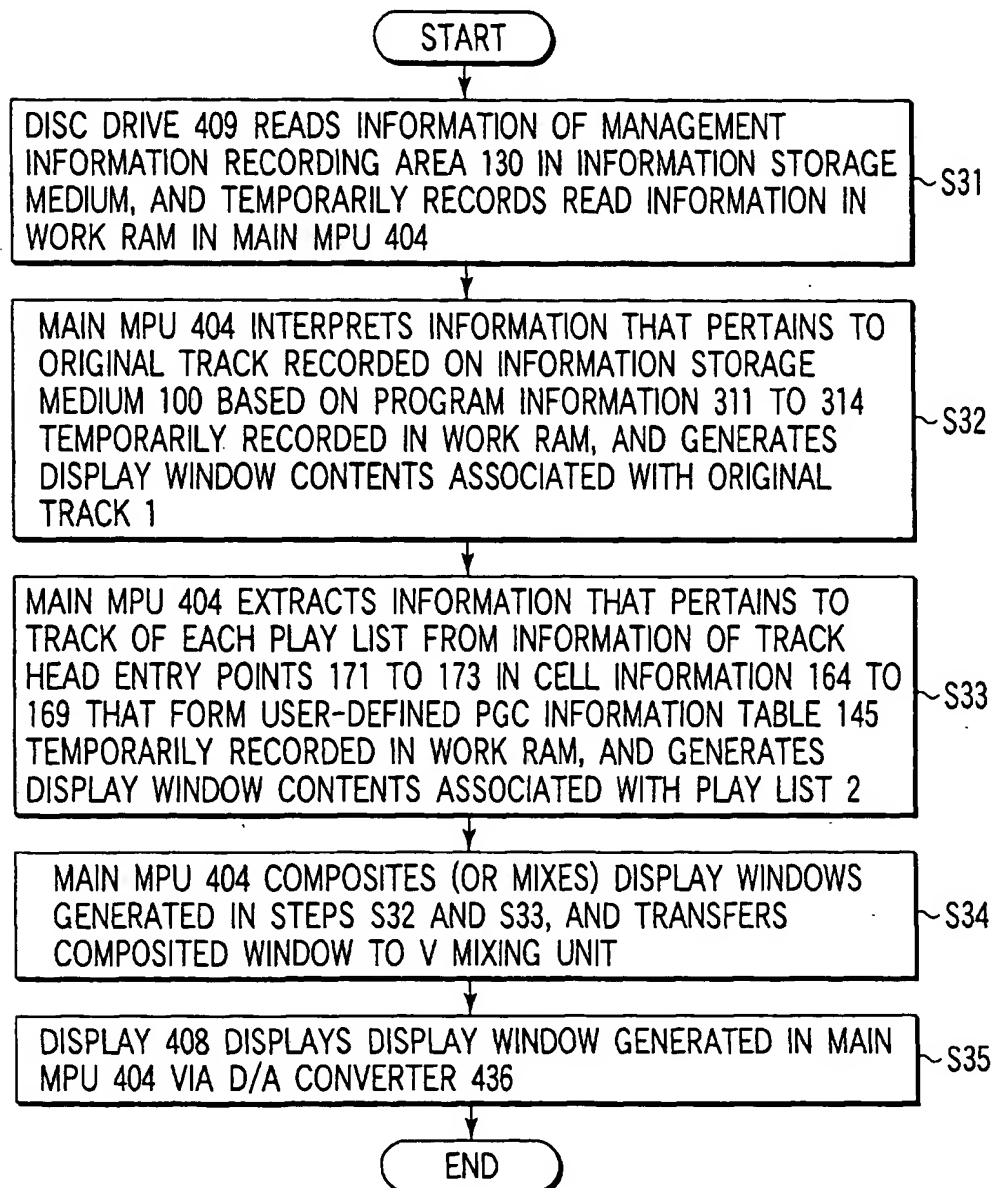 START
DISC DRIVE 409 READS INFORMATION OF MANAGEMENT
INFORMATION RECORDING AREA 130 IN INFORMATION STORAGE
MEDIUM, AND TEMPORARILY RECORDS READ INFORMATION IN
WORK RAM IN MAIN MPU 404
S31
MAIN MPU 404 INTERPRETS INFORMATION THAT PERTAINS TO
ORIGINAL TRACK RECORDED ON INFORMATION STORAGE
MEDIUM 100 BASED ON PROGRAM INFORMATION 311 TO 314
TEMPORARILY RECORDED IN WORK RAM, AND GENERATES
DISPLAY WINDOW CONTENTS ASSOCIATED WITH ORIGINAL
TRACK 1
S32
MAIN MPU 404 EXTRACTS INFORMATION THAT PERTAINS TO
TRACK OF EACH PLAY LIST FROM INFORMATION OF TRACK
HEAD ENTRY POINTS 171 TO 173 IN CELL INFORMATION 164 TO
169 THAT FORM USER-DEFINED PGC INFORMATION TABLE 145
TEMPORARILY RECORDED IN WORK RAM, AND GENERATES
DISPLAY WINDOW CONTENTS ASSOCIATED WITH PLAY LIST 2
S33
MAIN MPU 404 COMPOSITES (OR MIXES) DISPLAY WINDOWS
GENERATED IN STEPS S32 AND S33, AND TRANSFERS
COMPOSITED WINDOW TO V MIXING UNIT
S34
DISPLAY 408 DISPLAYS DISPLAY WINDOW GENERATED IN MAIN
MPU 404 VIA D/A CONVERTER 436
S35
END